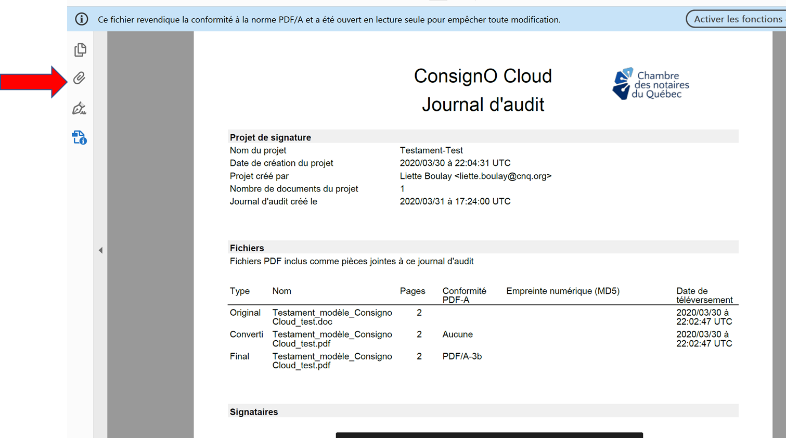 Ce fichier revendique la conformité à la norme PDF/A et a été ouvert en lecture seule pour empêcher toute modification.
Activer les fonctions
ConsignO Cloud
Journal d'audit
Chambre
des notaires
du Québec
Projet de signature
Nom du projet Testament-Test
Date de création du projet 2020/03/30 à 22:04:31 UTC
Projet créé par Liette Boulay <liette.boulay@cnq.org>
Nombre de documents du projet 1
Journal d'audit créé le 2020/03/31 à 17:24:00 UTC
Fichiers
Fichiers PDF inclus comme pièces jointes à ce journal d'audit
Type Nom Pages Conformité Empreinte numérique (MD5) Date de
PDF-A téléversement
Original Testament_modèle_Consigno 2 2020/03/30 à
Cloud_test.doc 22:02:47 UTC
Converti Testament_modèle_Consigno 2 Aucune 2020/03/30 à
Cloud_test.pdf 22:02:47 UTC
Final Testament_modèle_Consigno 2 PDF/A-3b
Cloud_test.pdf
Signataires